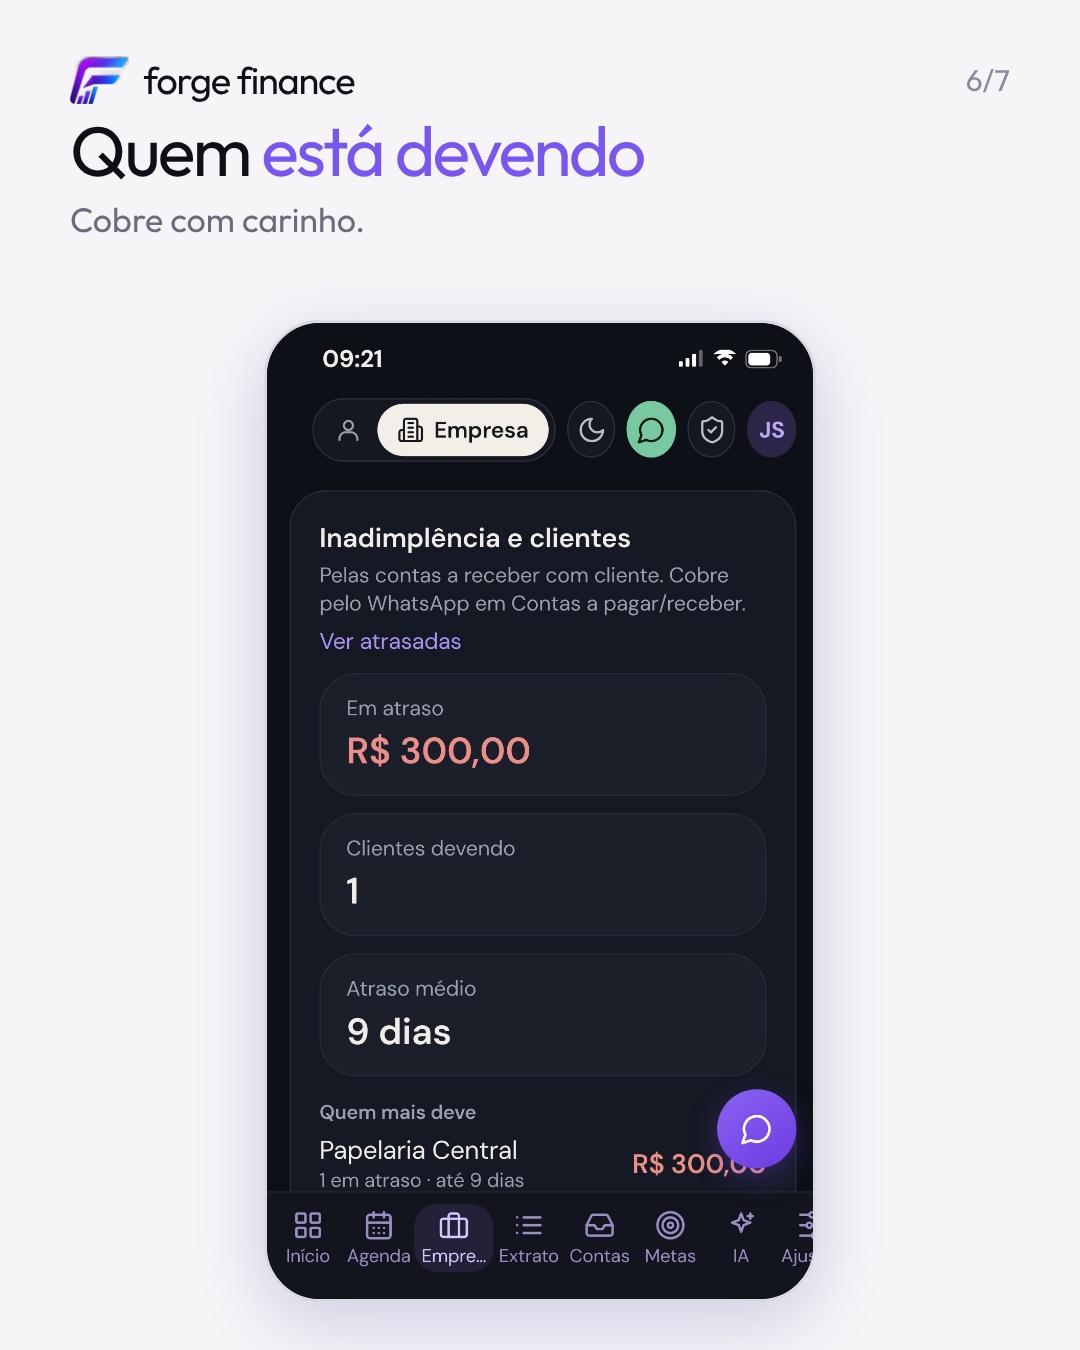 forge finance
6/7
Quem está devendo
Cobre com carinho.
09:21
Empresa
JS
Inadimplência e clientes
Pelas contas a receber com cliente. Cobre
pelo WhatsApp em Contas a pagar/receber.
Ver atrasadas
Em atraso
R$ 300,00
Clientes devendo
1
Atraso médio
9 dias
Quem mais deve
Papelaria Central
R$ 300,00
1 em atraso · até 9 dias
Início
Agenda
Empre...
Extrato
Contas
Metas
IA
Ajus